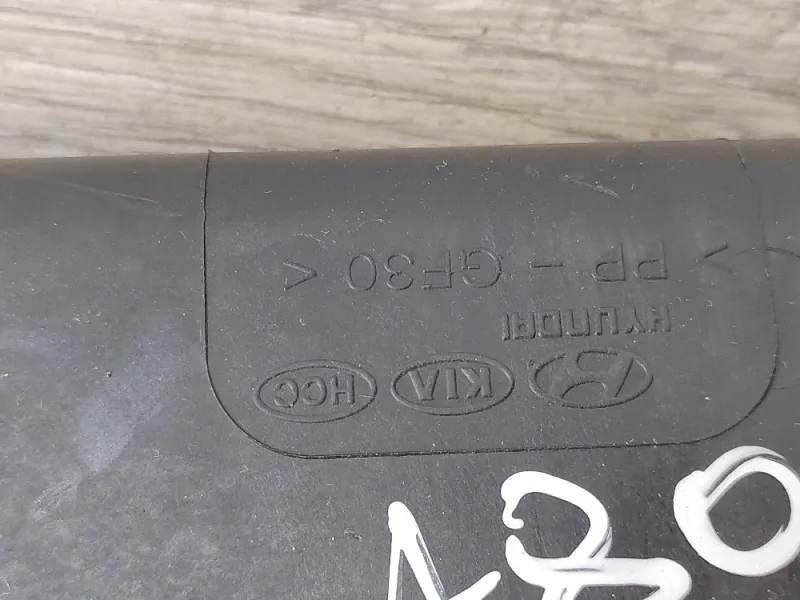 KIA HCC
HYUNDAI
< PP - GF30 >